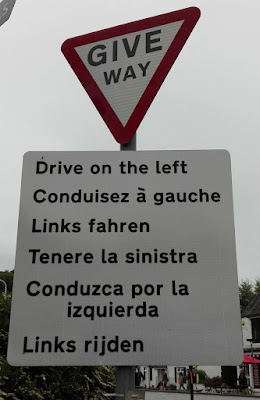 GIVE
WAY
Drive on the left
Conduisez à gauche
Links fahren
Tenere la sinistra
Conduzca por la
izquierda
Links rijden